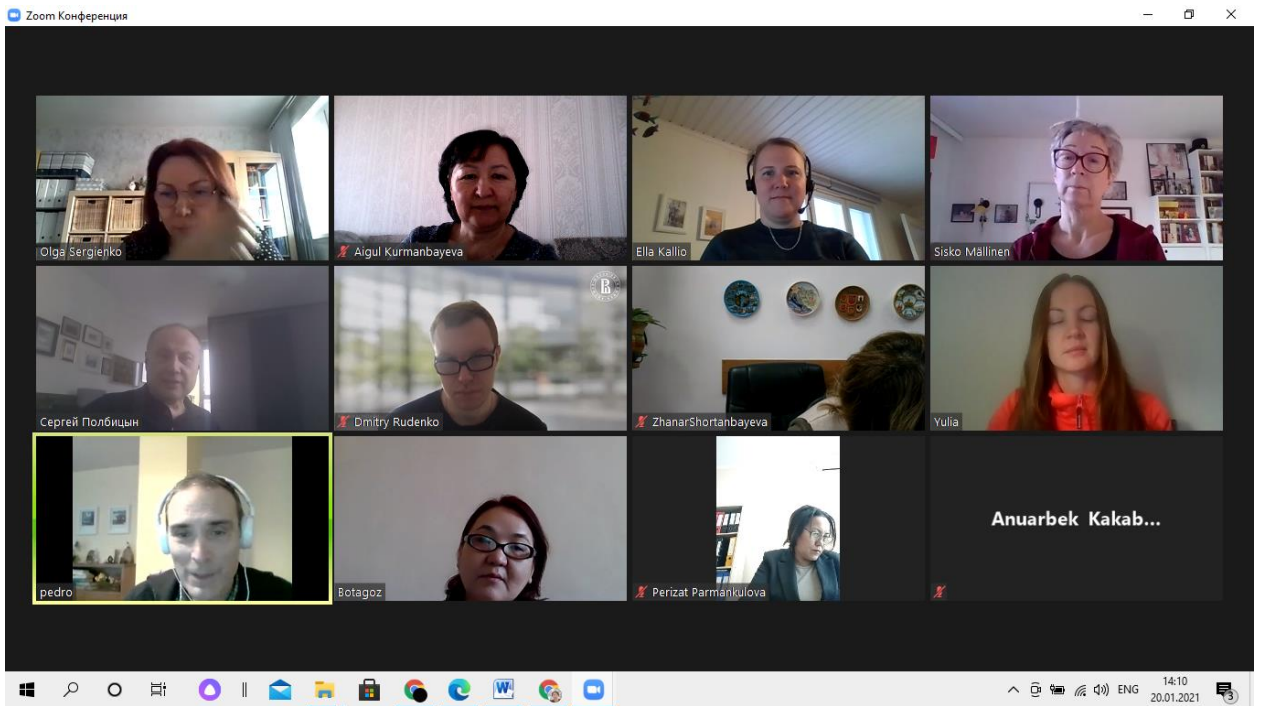 Zoom Конференция
Olga Sergienko
Aigul Kurmanbayeva
Ella Kallio
Sisko Mällinen
Сергей Полбицын
Dmitry Rudenko
ZhanarShortanbayeva
Yulia
pedro
Botagoz
Perizat Parmankulova
Anuarbek Kakab...
ENG
14:10
20.01.2021
3